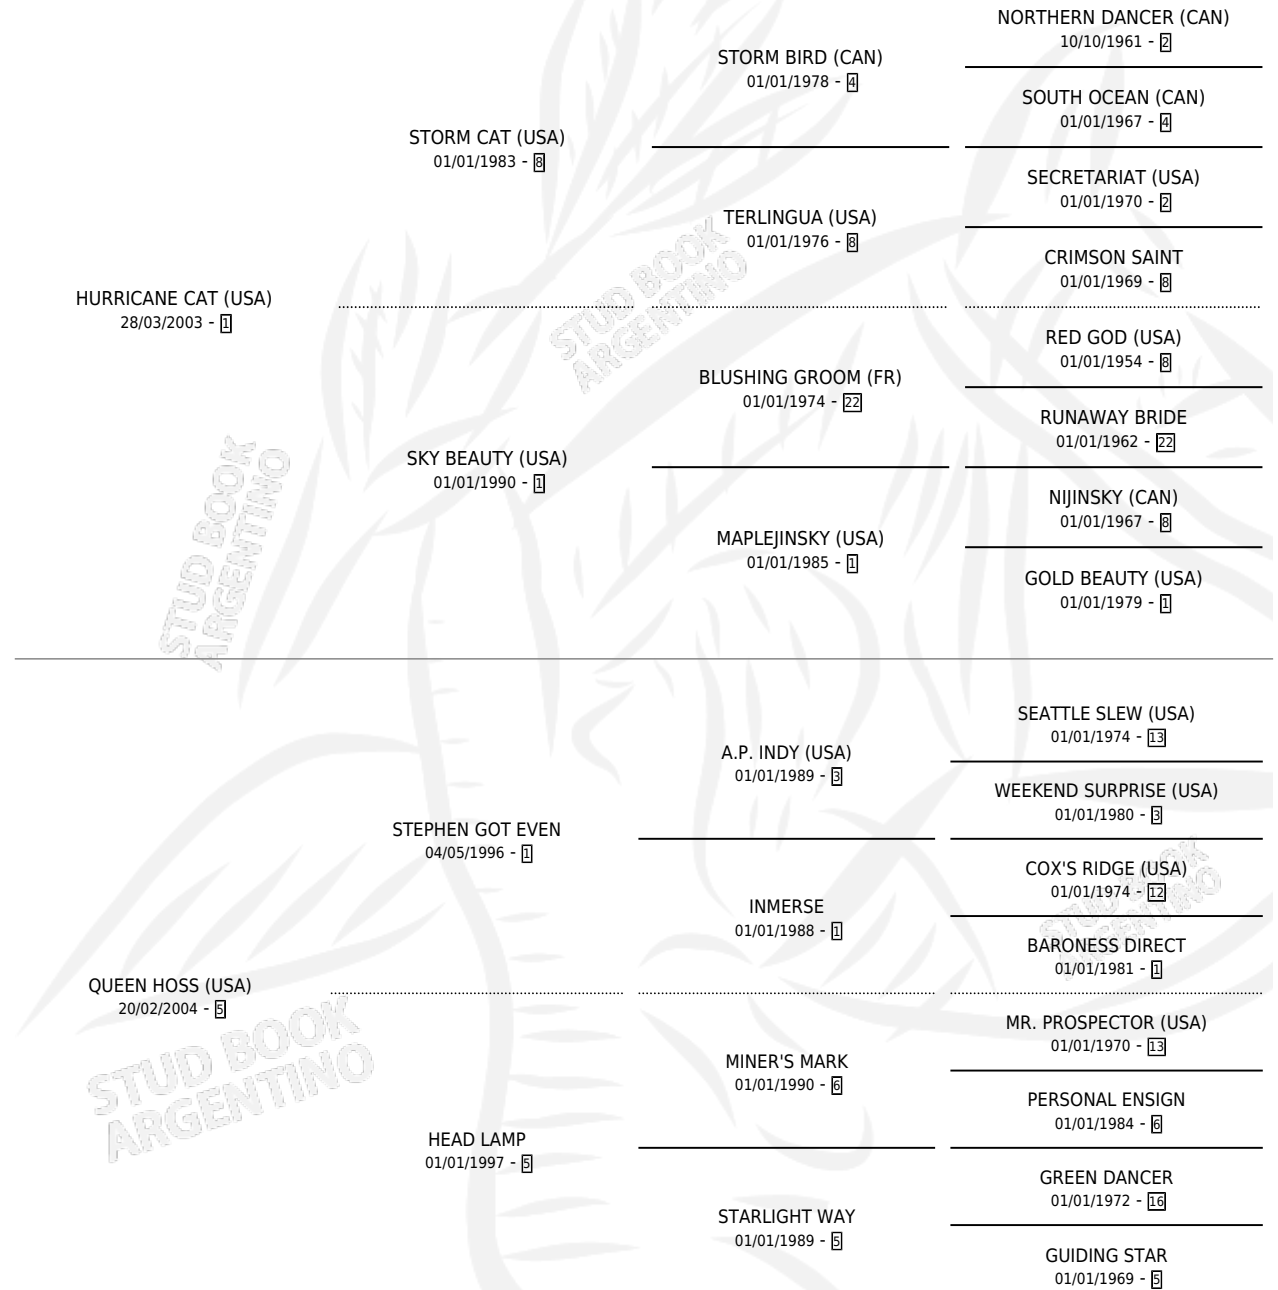 NORTHERN DANCER (CAN)
10/10/1961 - 2
STORM BIRD (CAN)
01/01/1978 - 4
SOUTH OCEAN (CAN)
01/01/1967 - 4
STORM CAT (USA)
01/01/1983 - 8
SECRETARIAT (USA)
01/01/1970 - 2
TERLINGUA (USA)
01/01/1976 - 8
CRIMSON SAINT
01/01/1969 - 8
HURRICANE CAT (USA)
28/03/2003 - 1
STUD BOOK
ARGENTINO
RED GOD (USA)
01/01/1954 - 8
BLUSHING GROOM (FR)
01/01/1974 - 22
RUNAWAY BRIDE
01/01/1962 - 22
SKY BEAUTY (USA)
01/01/1990 - 1
NIJINSKY (CAN)
01/01/1967 - 8
MAPLEJINSKY (USA)
01/01/1985 - 1
GOLD BEAUTY (USA)
01/01/1979 - 1
STUD BOOK
ARGENTINO
SEATTLE SLEW (USA)
01/01/1974 - 13
A.P. INDY (USA)
01/01/1989 - 3
WEEKEND SURPRISE (USA)
01/01/1980 - 3
STEPHEN GOT EVEN
04/05/1996 - 1
COX'S RIDGE (USA)
01/01/1974 - 12
INMERSE
01/01/1988 - 1
STUD BOOK
ARGENTINO
BARONESS DIRECT
01/01/1981 - 1
QUEEN HOSS (USA)
20/02/2004 - 5
STUD BOOK
ARGENTINO
MR. PROSPECTOR (USA)
01/01/1970 - 13
MINER'S MARK
01/01/1990 - 6
PERSONAL ENSIGN
01/01/1984 - 6
HEAD LAMP
01/01/1997 - 5
GREEN DANCER
01/01/1972 - 16
STARLIGHT WAY
01/01/1989 - 5
GUIDING STAR
01/01/1969 - 5